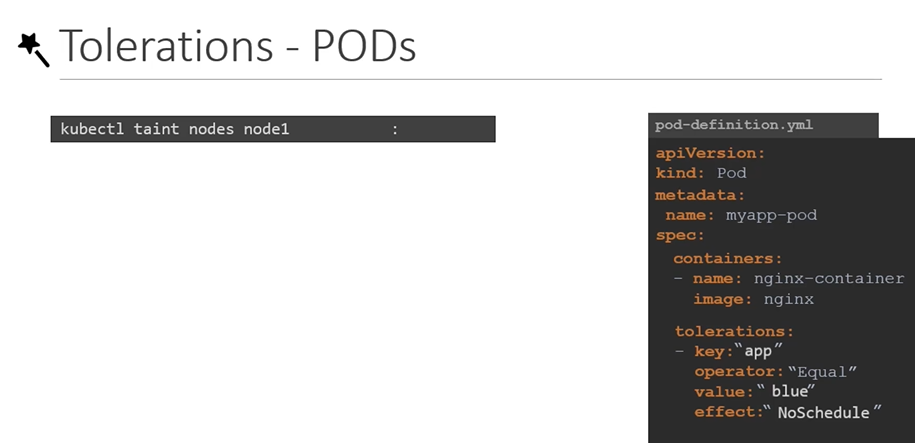 Tolerations - PODs
kubectl taint nodes node1 :
pod-definition.yml
apiVersion:
kind: Pod
metadata:
name: myapp-pod
spec:
containers:
- name: nginx-container
image: nginx
tolerations:
- key:“app”
operator:“Equal”
value:“ blue”
effect:“ NoSchedule”